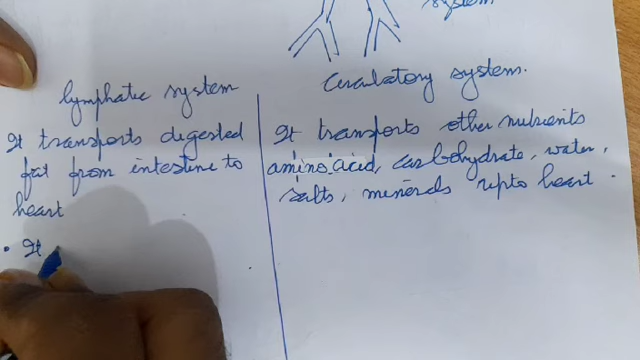 system
lymphatic system
It transports digested
fat from intestine to
heart
• It
Circulatory system.
It transports other nutrients
amino acid, carbohydrate, water,
salts, minerals upto heart.